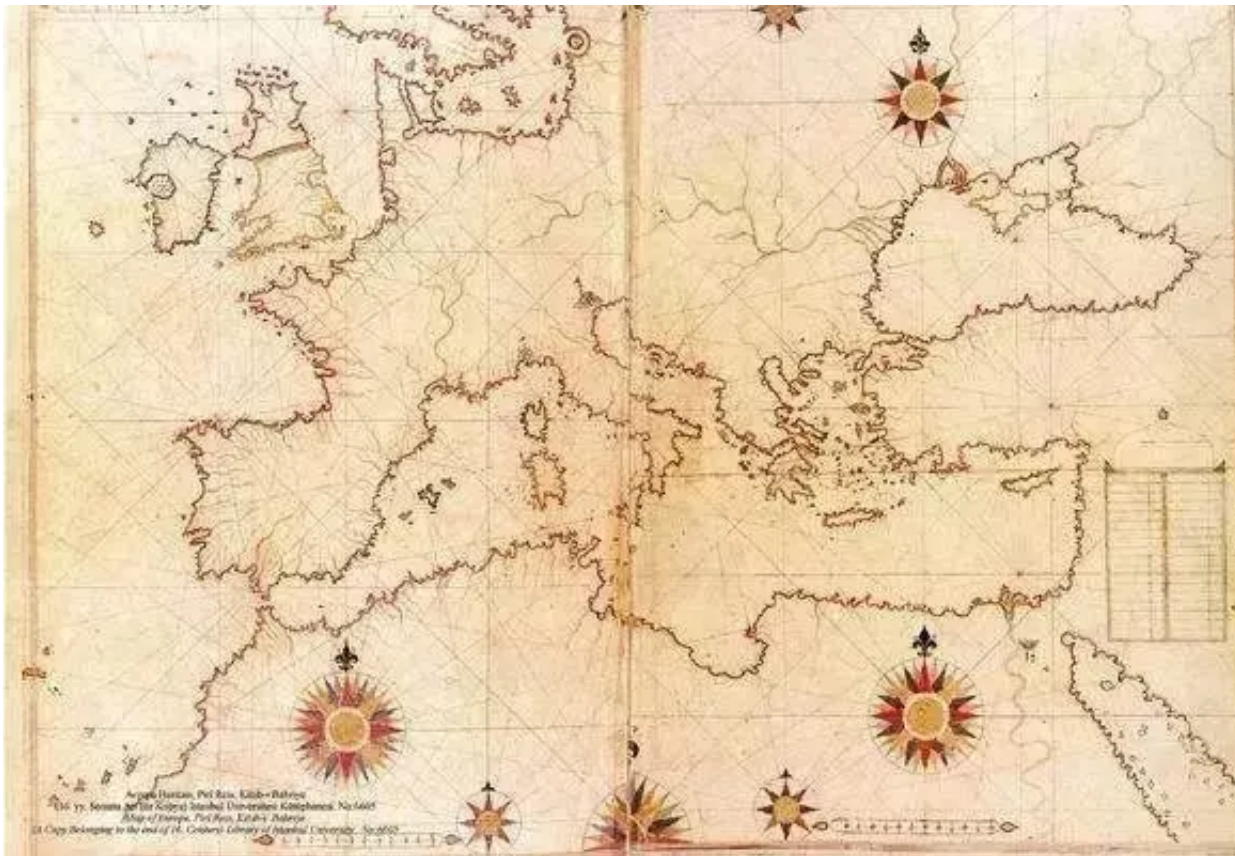 Avrupa Haritası, Piri Reis, Kitab-ı Bahriye
(16. yy. Sonuna Ait Bir Kopya) İstanbul Üniversitesi Kütüphanesi. No:6605
(Map of Europe, Piri Reis, Kitab-ı Bahriye
(A Copy Belonging to the end of 16. Century) Library of Istanbul University. No:6605